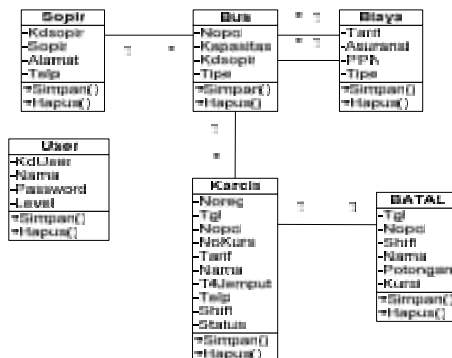 Sopir
-Kdsopir
-Sopir
-Alamat
-Telp
+Simpan()
+Hapus()
Bus
-Nopol
-Kapasitas
-Kdsopir
-Tipe
+Simpan()
+Hapus()
Biaya
-Tarif
-Asuransi
-PPN
-Tipe
+Simpan()
+Hapus()
1 *
* 1
* 1
User
-KdUser
-Nama
-Password
-Level
+Simpan()
+Hapus()
1
*
Karcis
-Noreg
-Tgl
-Nopol
-NoKurs
-Tarif
-Nama
-T4Jemput
-Telp
-Shift
-Status
+Simpan()
+Hapus()
1 1
BATAL
-Tgl
-Nopol
-Shift
-Nama
-Potongan
-Kursi
+Simpan()
+Hapus()